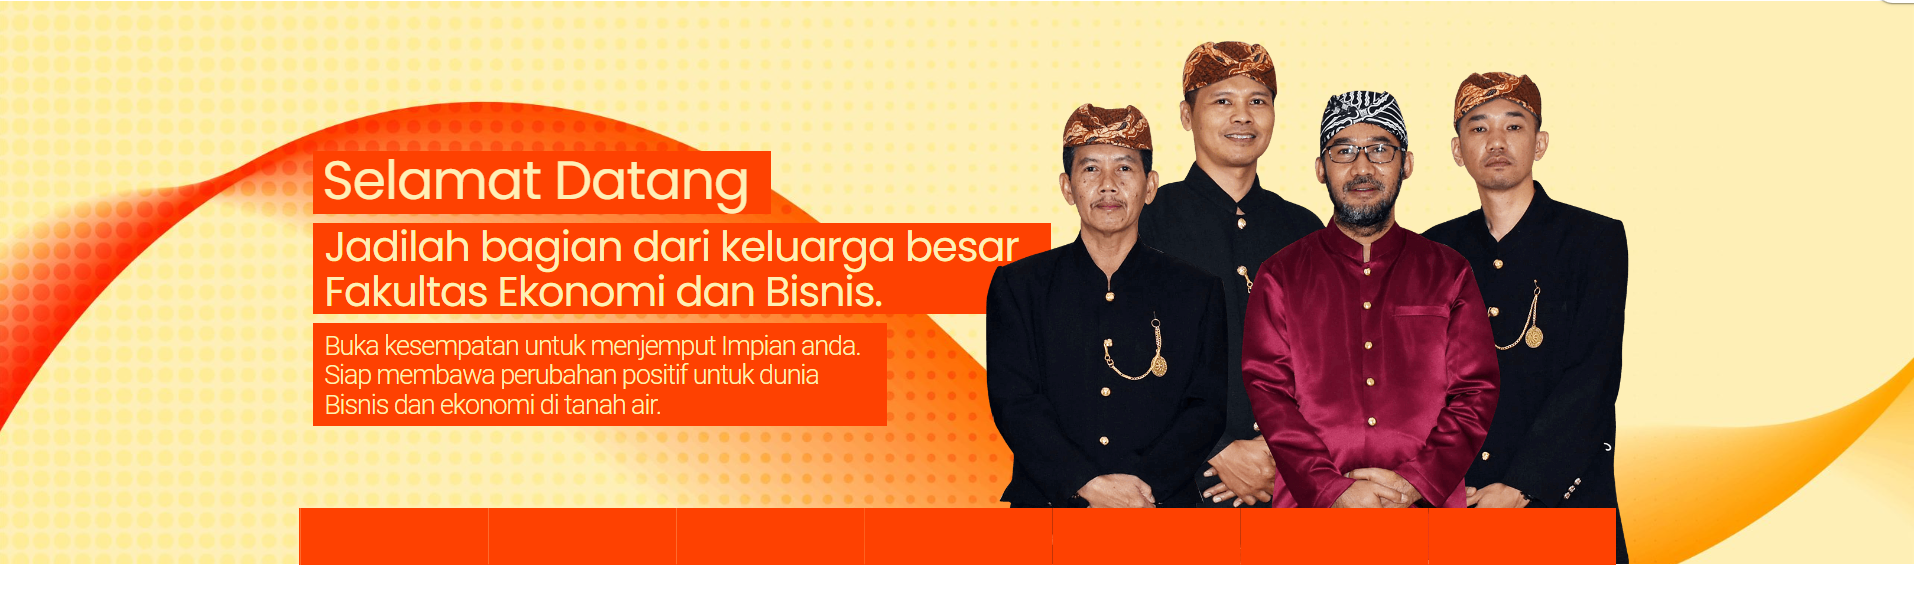 Selamat Datang
Jadilah bagian dari keluarga besar
Fakultas Ekonomi dan Bisnis.
Buka kesempatan untuk menjemput Impian anda.
Siap membawa perubahan positif untuk dunia
Bisnis dan ekonomi di tanah air.